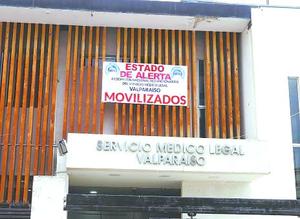 ESTADO
DE ALERTA
VALPARAÍSO
MOVILIZADOS
SERVICIO MEDICO LEGAL
VALPARAISO